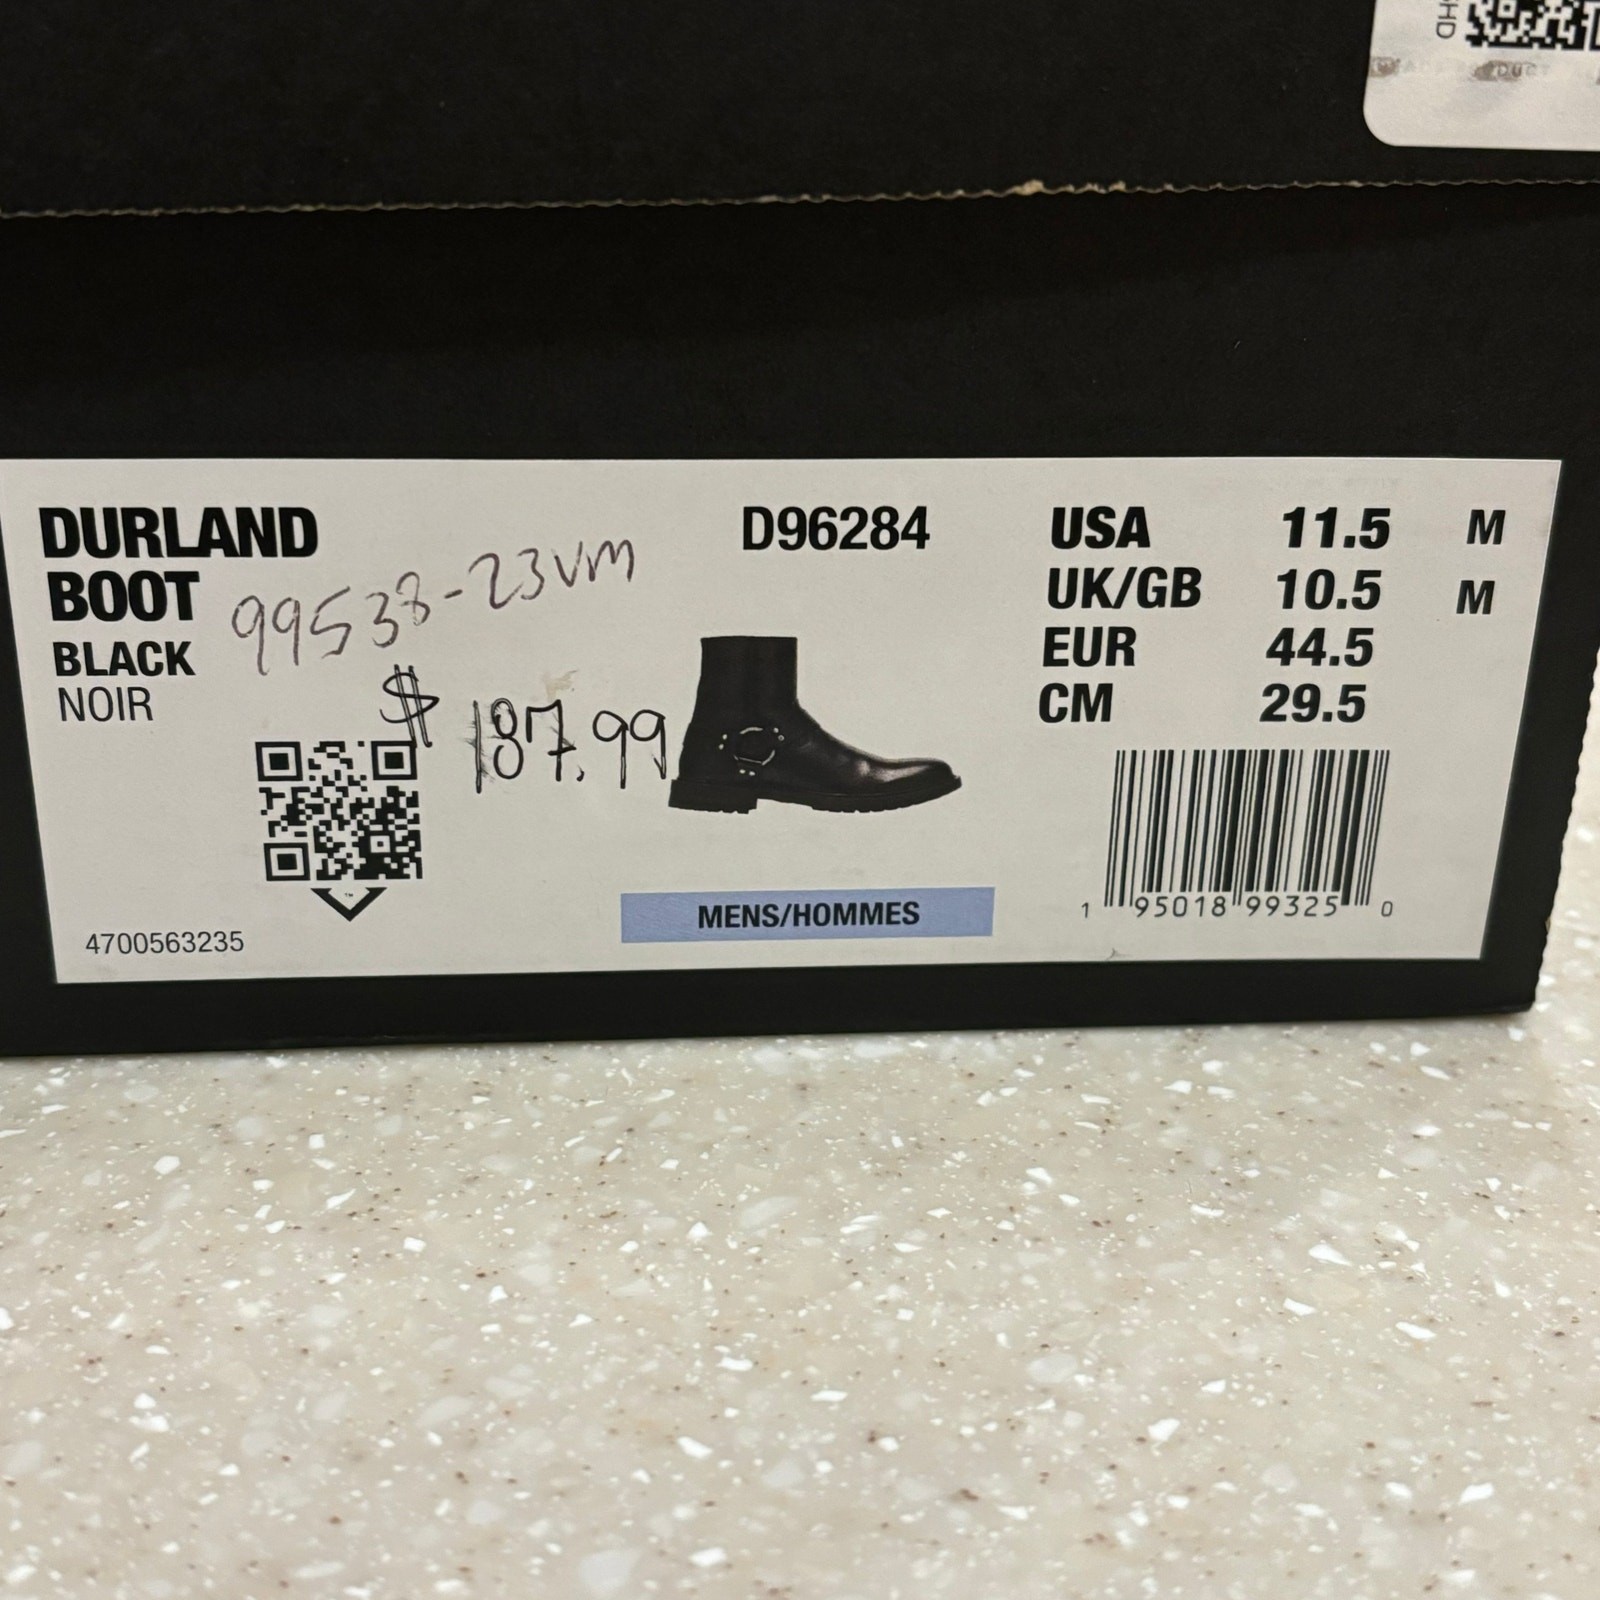 DURLAND
BOOT
BLACK
NOIR
99538-23VM
$187.99
D96284
USA 11.5 M
UK/GB 10.5 M
EUR 44.5
CM 29.5
MENS/HOMMES
1 95018 99325 0
™
4700563235